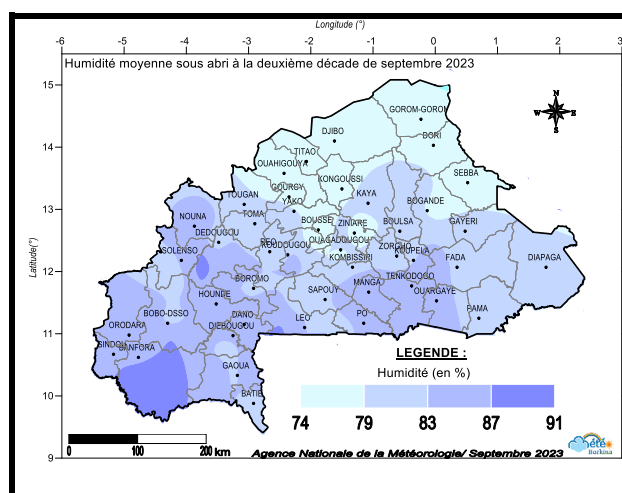 Longitude (°)
-6 -5 -4 -3 -2 -1 0 1 2 3
Humidité moyenne sous abri à la deuxième décade de septembre 2023
15
GOROM-GOROM
N
W E
S
DJIBO
DORI
14
TITAO
OUAHIGOUYA
KONGOUSSI
SEBBA
GOURCY
TOUGAN
KAYA
YAKO
BOGANDE
13
NOUNA
TOMA
BOUSSE
ZINIARE
BOULSA
GAYERI
DEDOUGOU
REO
KOUDOUGOU
OUAGADOUGOU
SOLENSO
ZORGHO
KOUPELA
KOMBISSIRI
FADA
DIAPAGA
Latitude(°)
12
TENKODOGO
BOROMO
MANGA
HOUNDE
SAPOUY
OUARGAYE
BOBO-DSSO
DANO
LEO
PO
PAMA
ORODARA
DIEBOUGOU
11
SINDOU
BANFORA
LEGENDE :
GAOUA
Humidité (en %)
10
BATIE
74 79 83 87 91
0 100 200 km
Agence Nationale de la Météorologie/ Septembre 2023
météo
Burkina
9